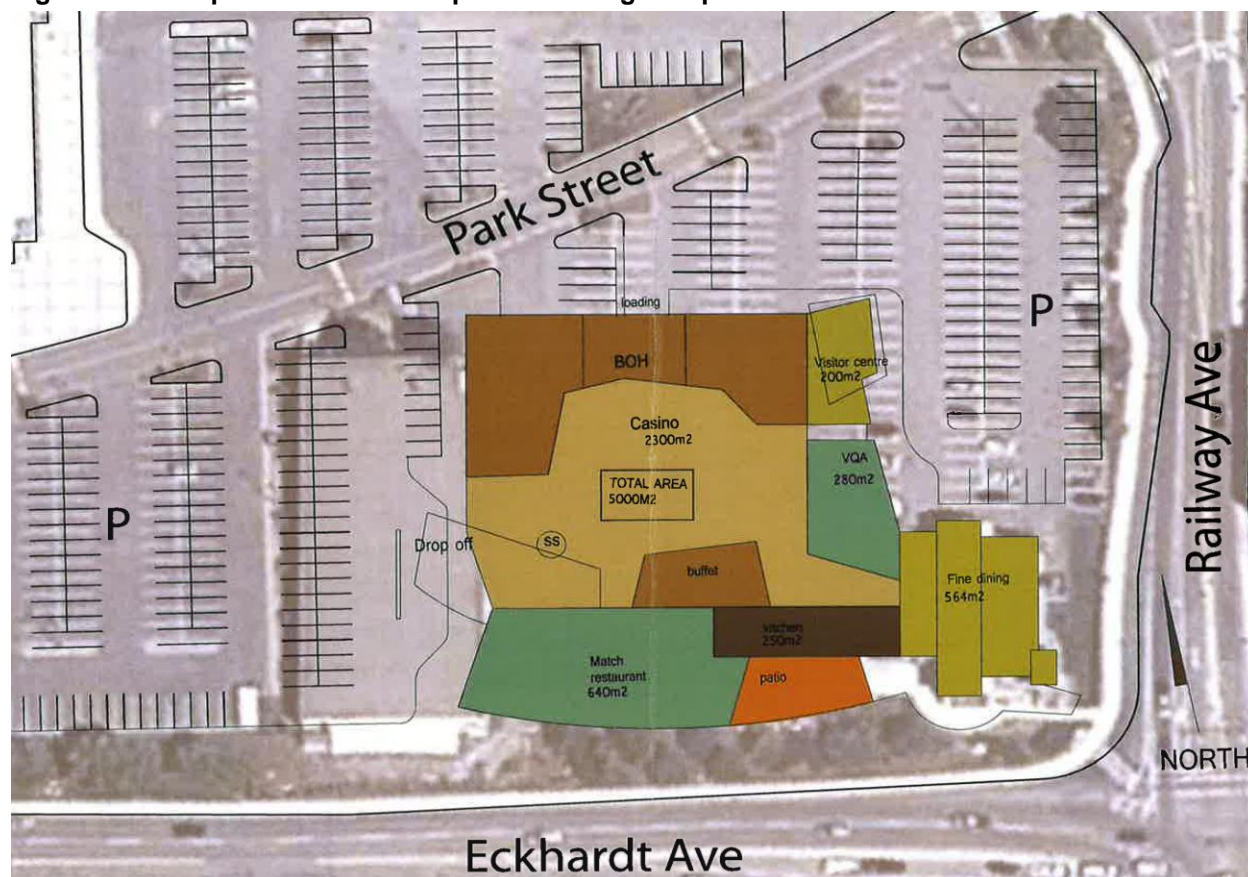 Park Street
loading
BOH
P
Visitor centre
200m2
Railway Ave
Casino
2300m2
VQA
280m2
TOTAL AREA
5000M2
P
Drop off
SS
buffet
Fine dining
564m2
250m2
Match
restaurant
640m2
patio
NORTH
Eckhardt Ave